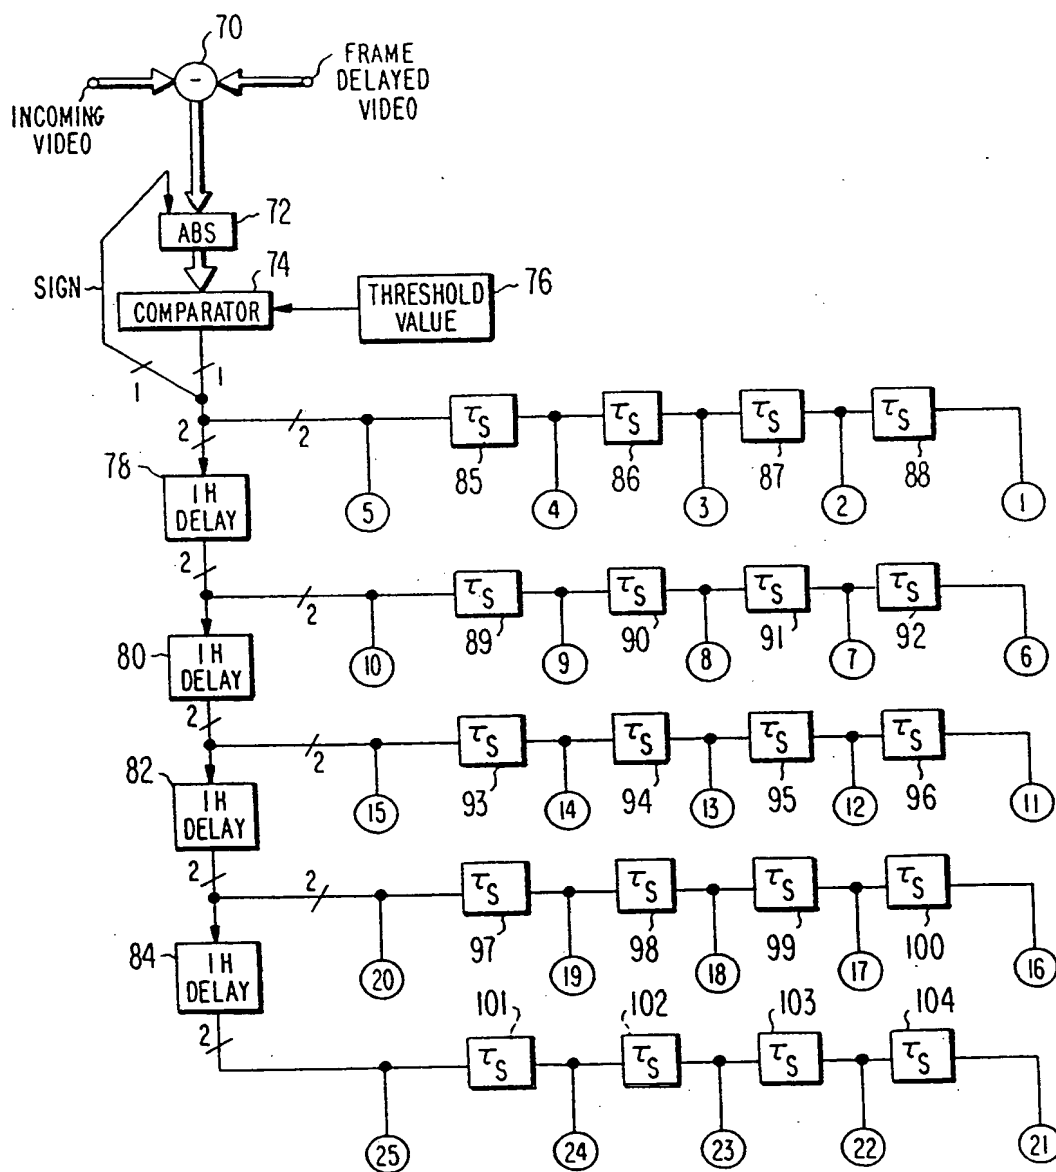 70
FRAME
DELAYED
VIDEO
INCOMING
VIDEO
72
ABS
74
76
SIGN
COMPARATOR
THRESHOLD
VALUE
1
1
2
2
τS
τS
τS
τS
78
85
86
87
88
1H
DELAY
5
4
3
2
1
2
2
τS
τS
τS
τS
89
90
91
92
80
1H
DELAY
10
9
8
7
6
2
2
τS
τS
τS
τS
82
93
94
95
96
1H
DELAY
15
14
13
12
11
2
2
τS
τS
τS
τS
84
97
98
99
100
1H
DELAY
20
19
18
17
16
101
102
103
104
2
τS
τS
τS
τS
25
24
23
22
21